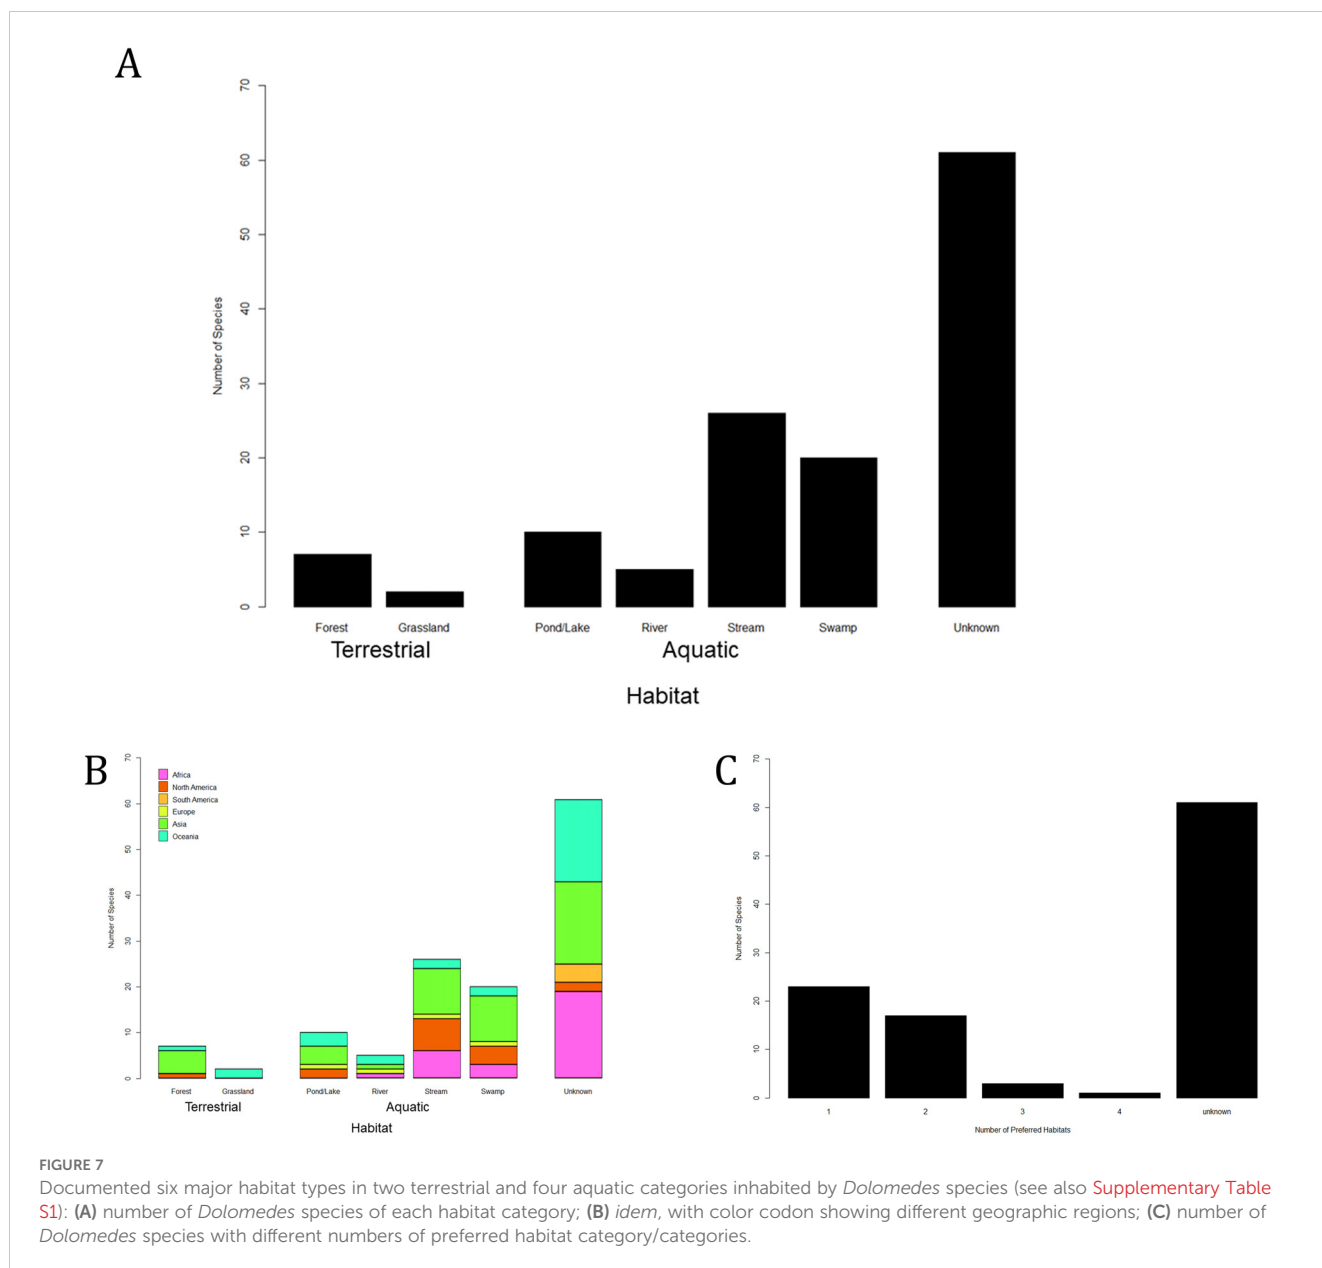 A
70
60
50
40
30
20
10
0
Number of Species
Forest Grassland Pond/Lake River Stream Swamp Unknown
Terrestrial Aquatic
Habitat
B
70
60
50
40
30
20
10
0
Number of Species
Africa
North America
South America
Europe
Asia
Oceania
Forest Grassland Pond/Lake River Stream Swamp Unknown
Terrestrial Aquatic
Habitat
C
70
60
50
40
30
20
10
0
Number of Species
1 2 3 4 unknown
Number of Preferred Habitats
FIGURE 7
Documented six major habitat types in two terrestrial and four aquatic categories inhabited by Dolomedes species (see also Supplementary Table
S1): (A) number of Dolomedes species of each habitat category; (B) idem, with color codon showing different geographic regions; (C) number of
Dolomedes species with different numbers of preferred habitat category/categories.